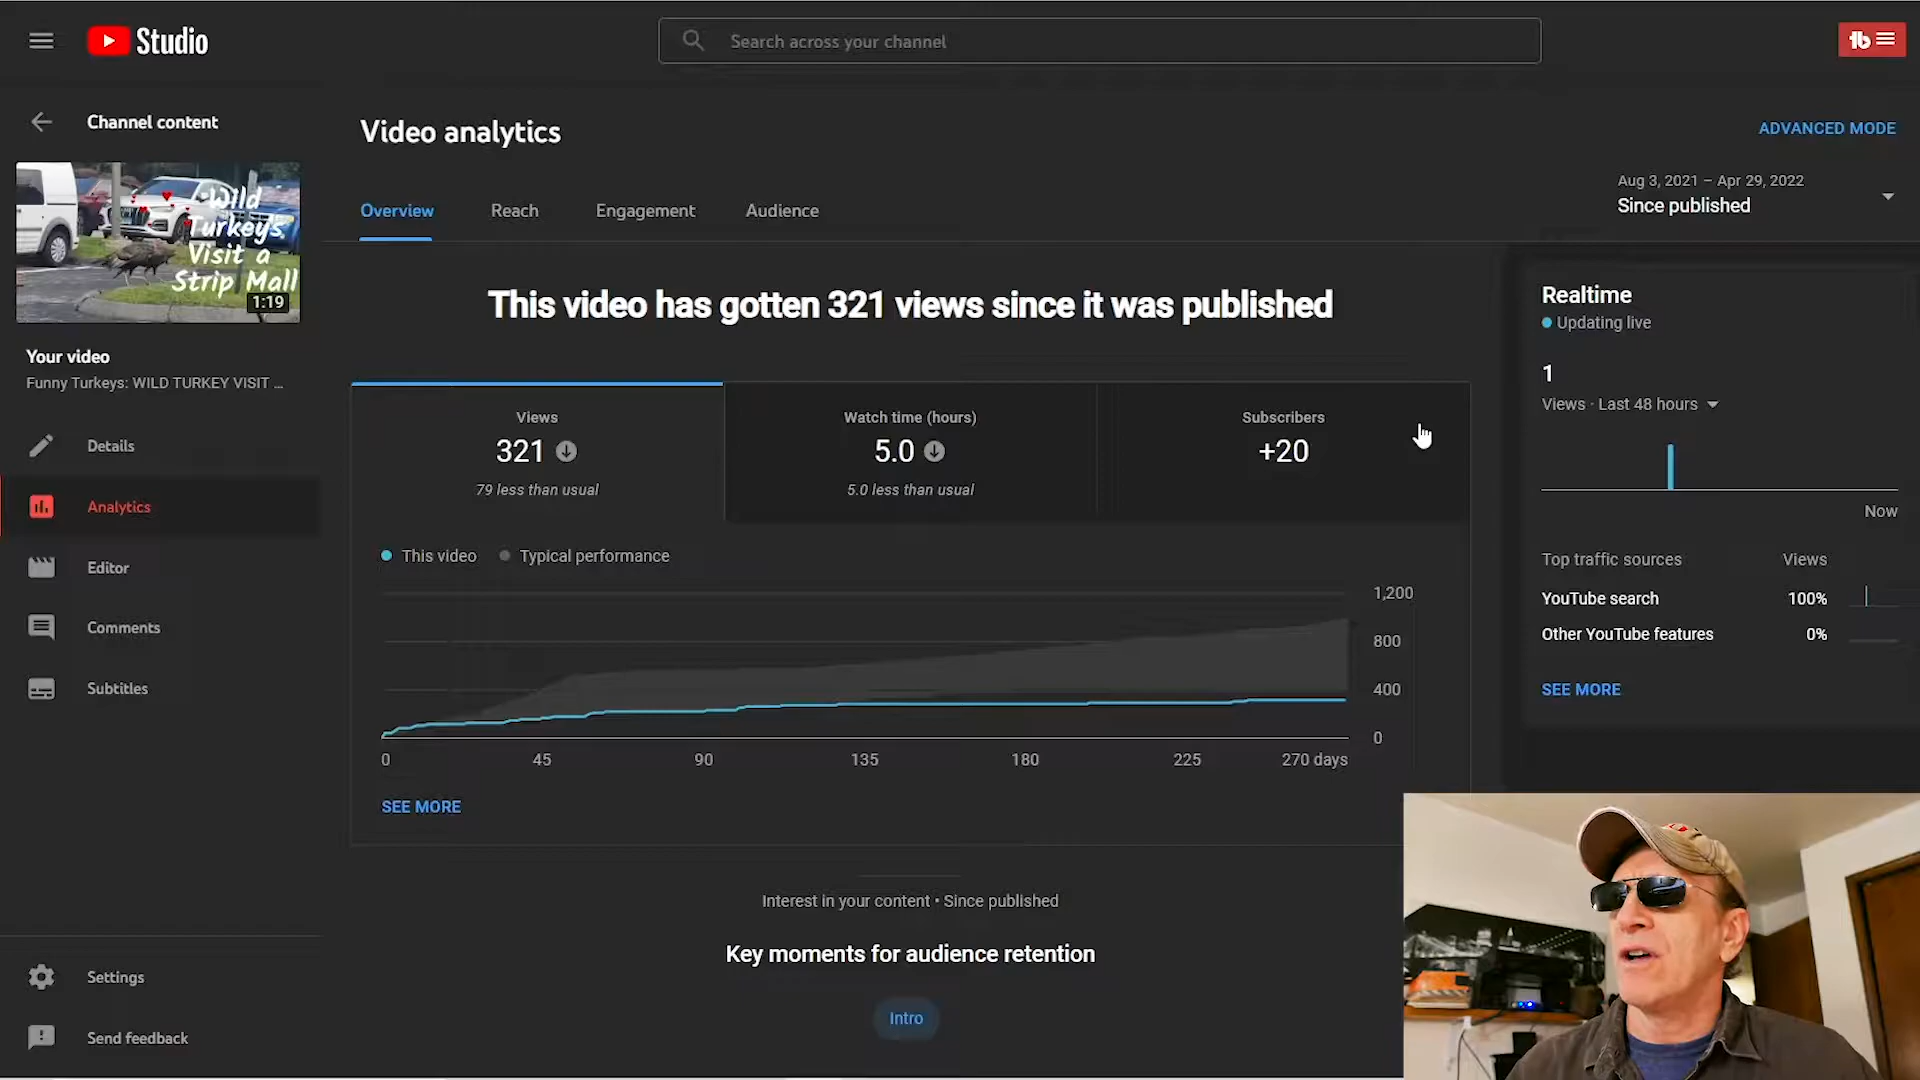 Studio
Search across your channel
Channel content
Wild
Turkeys
Visit a
Strip Mall
1:19
Your video
Funny Turkeys: WILD TURKEY VISIT ...
Details
Analytics
Editor
Comments
Subtitles
Settings
Send feedback
Video analytics
ADVANCED MODE
Overview
Reach
Engagement
Audience
Aug 3, 2021 – Apr 29, 2022
Since published
This video has gotten 321 views since it was published
Views
321
79 less than usual
Watch time (hours)
5.0
5.0 less than usual
Subscribers
+20
This video
Typical performance
1,200
800
400
0
0 45 90 135 180 225 270 days
SEE MORE
Interest in your content • Since published
Key moments for audience retention
Intro
Realtime
Updating live
1
Views · Last 48 hours
Now
Top traffic sources Views
YouTube search 100%
Other YouTube features 0%
SEE MORE